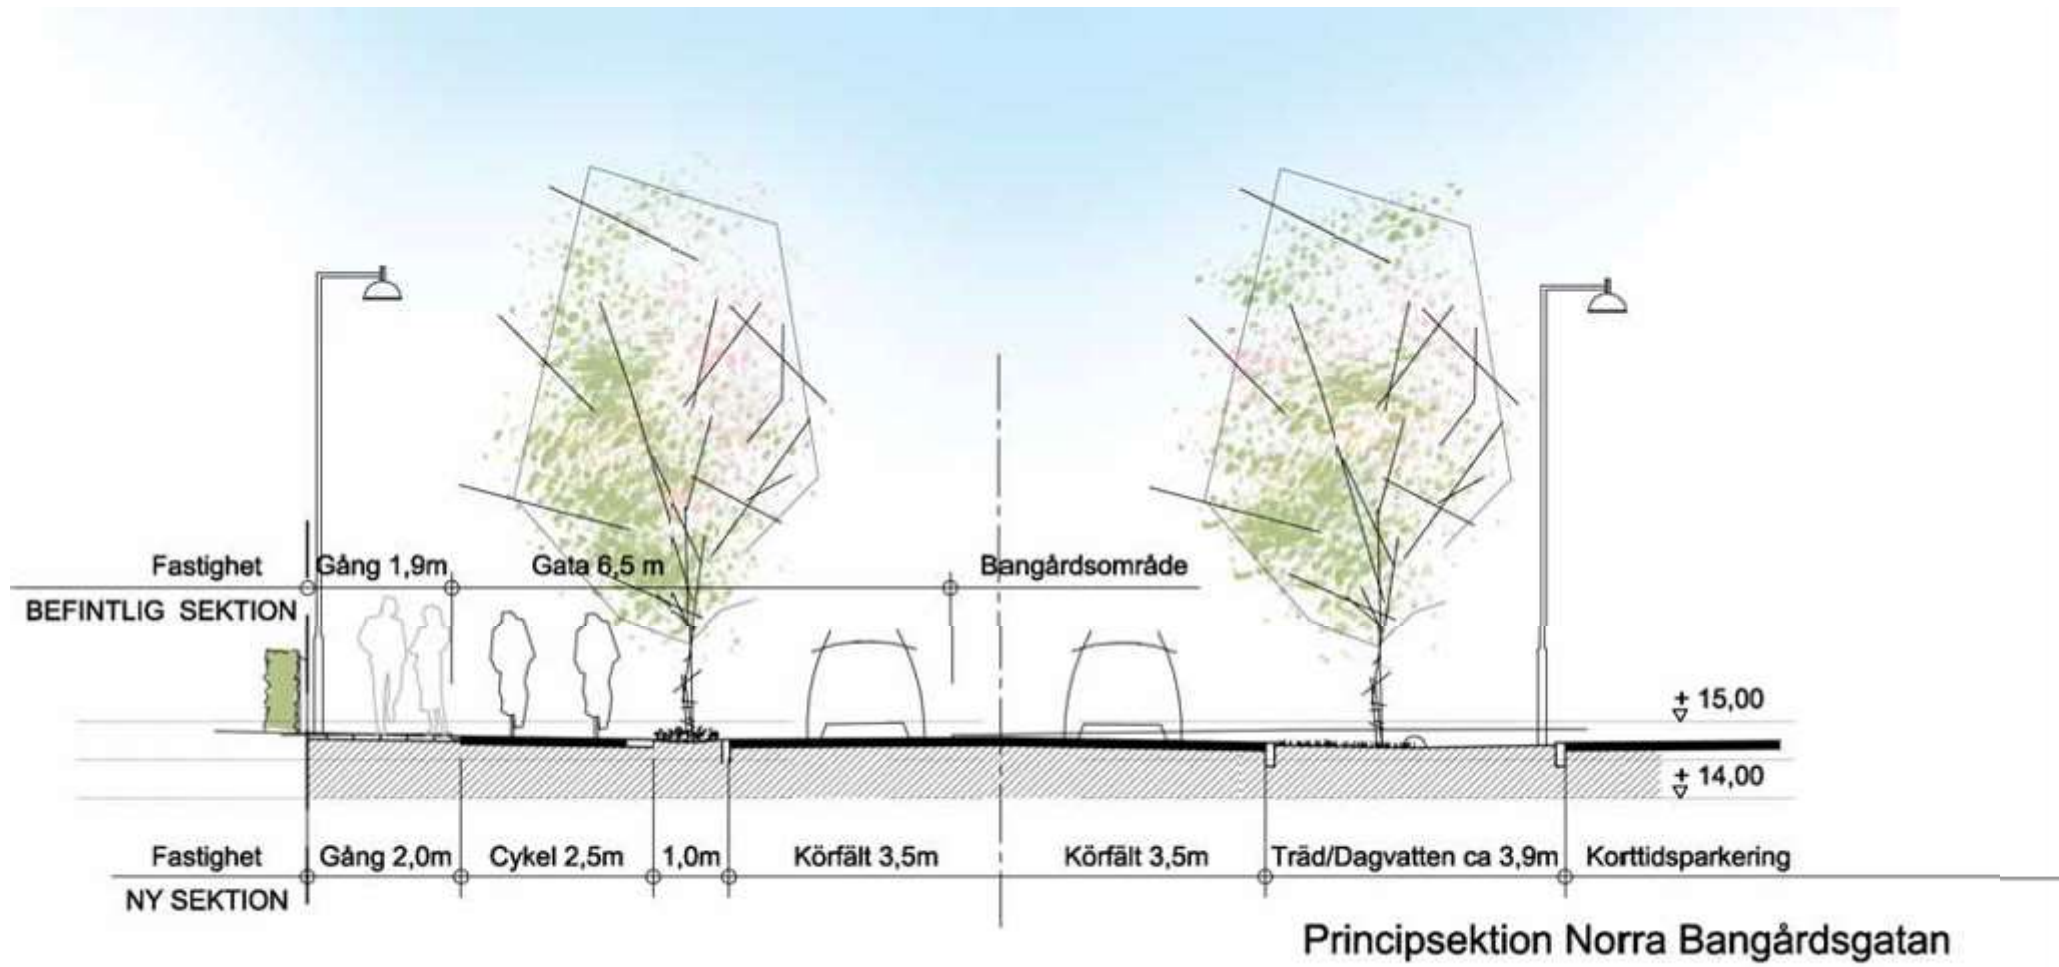 Fastighet Gång 1,9m Gata 6,5 m Bangårdsområde
BEFINTLIG SEKTION
+ 15,00
+ 14,00
Fastighet Gång 2,0m Cykel 2,5m 1,0m Körfält 3,5m Körfält 3,5m Träd/Dagvatten ca 3,9m Korttidsparkering
NY SEKTION
Principsektion Norra Bangårdsgatan